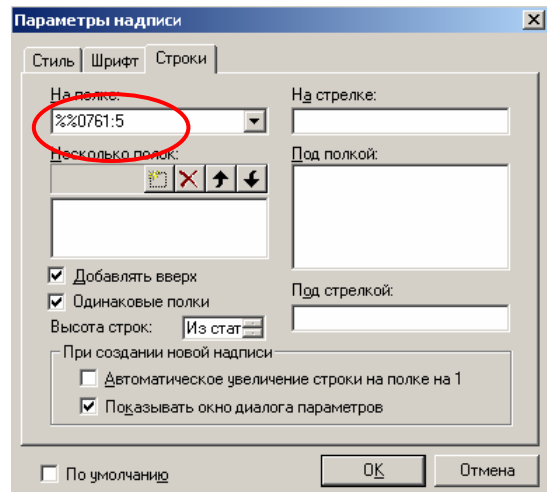 Параметры надписи
Стиль Шрифт Строки
На полке: На стрелке:
%%0761:5
Несколько полок: Под полкой:
Добавлять вверх
Одинаковые полки
Под стрелкой:
Высота строк: Из стат
При создании новой надписи
Автоматическое увеличение строки на полке на 1
Показывать окно диалога параметров
По умолчанию OK Отмена